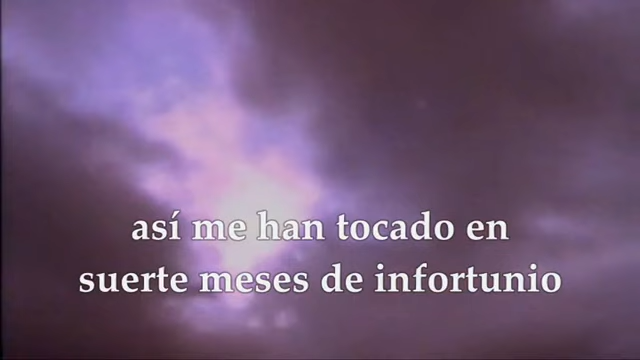 así me han tocado en
suerte meses de infortunio